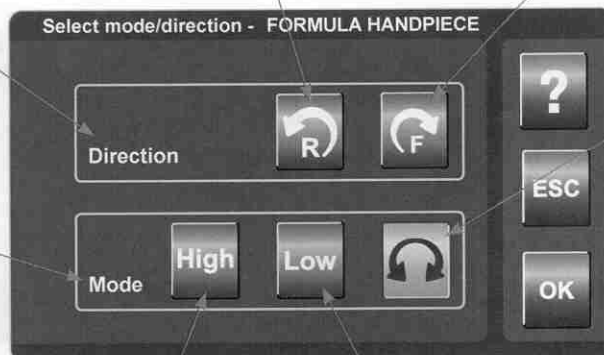 Select mode/direction - FORMULA HANDPIECE
R F
Direction
?
ESC
High Low
Mode
OK